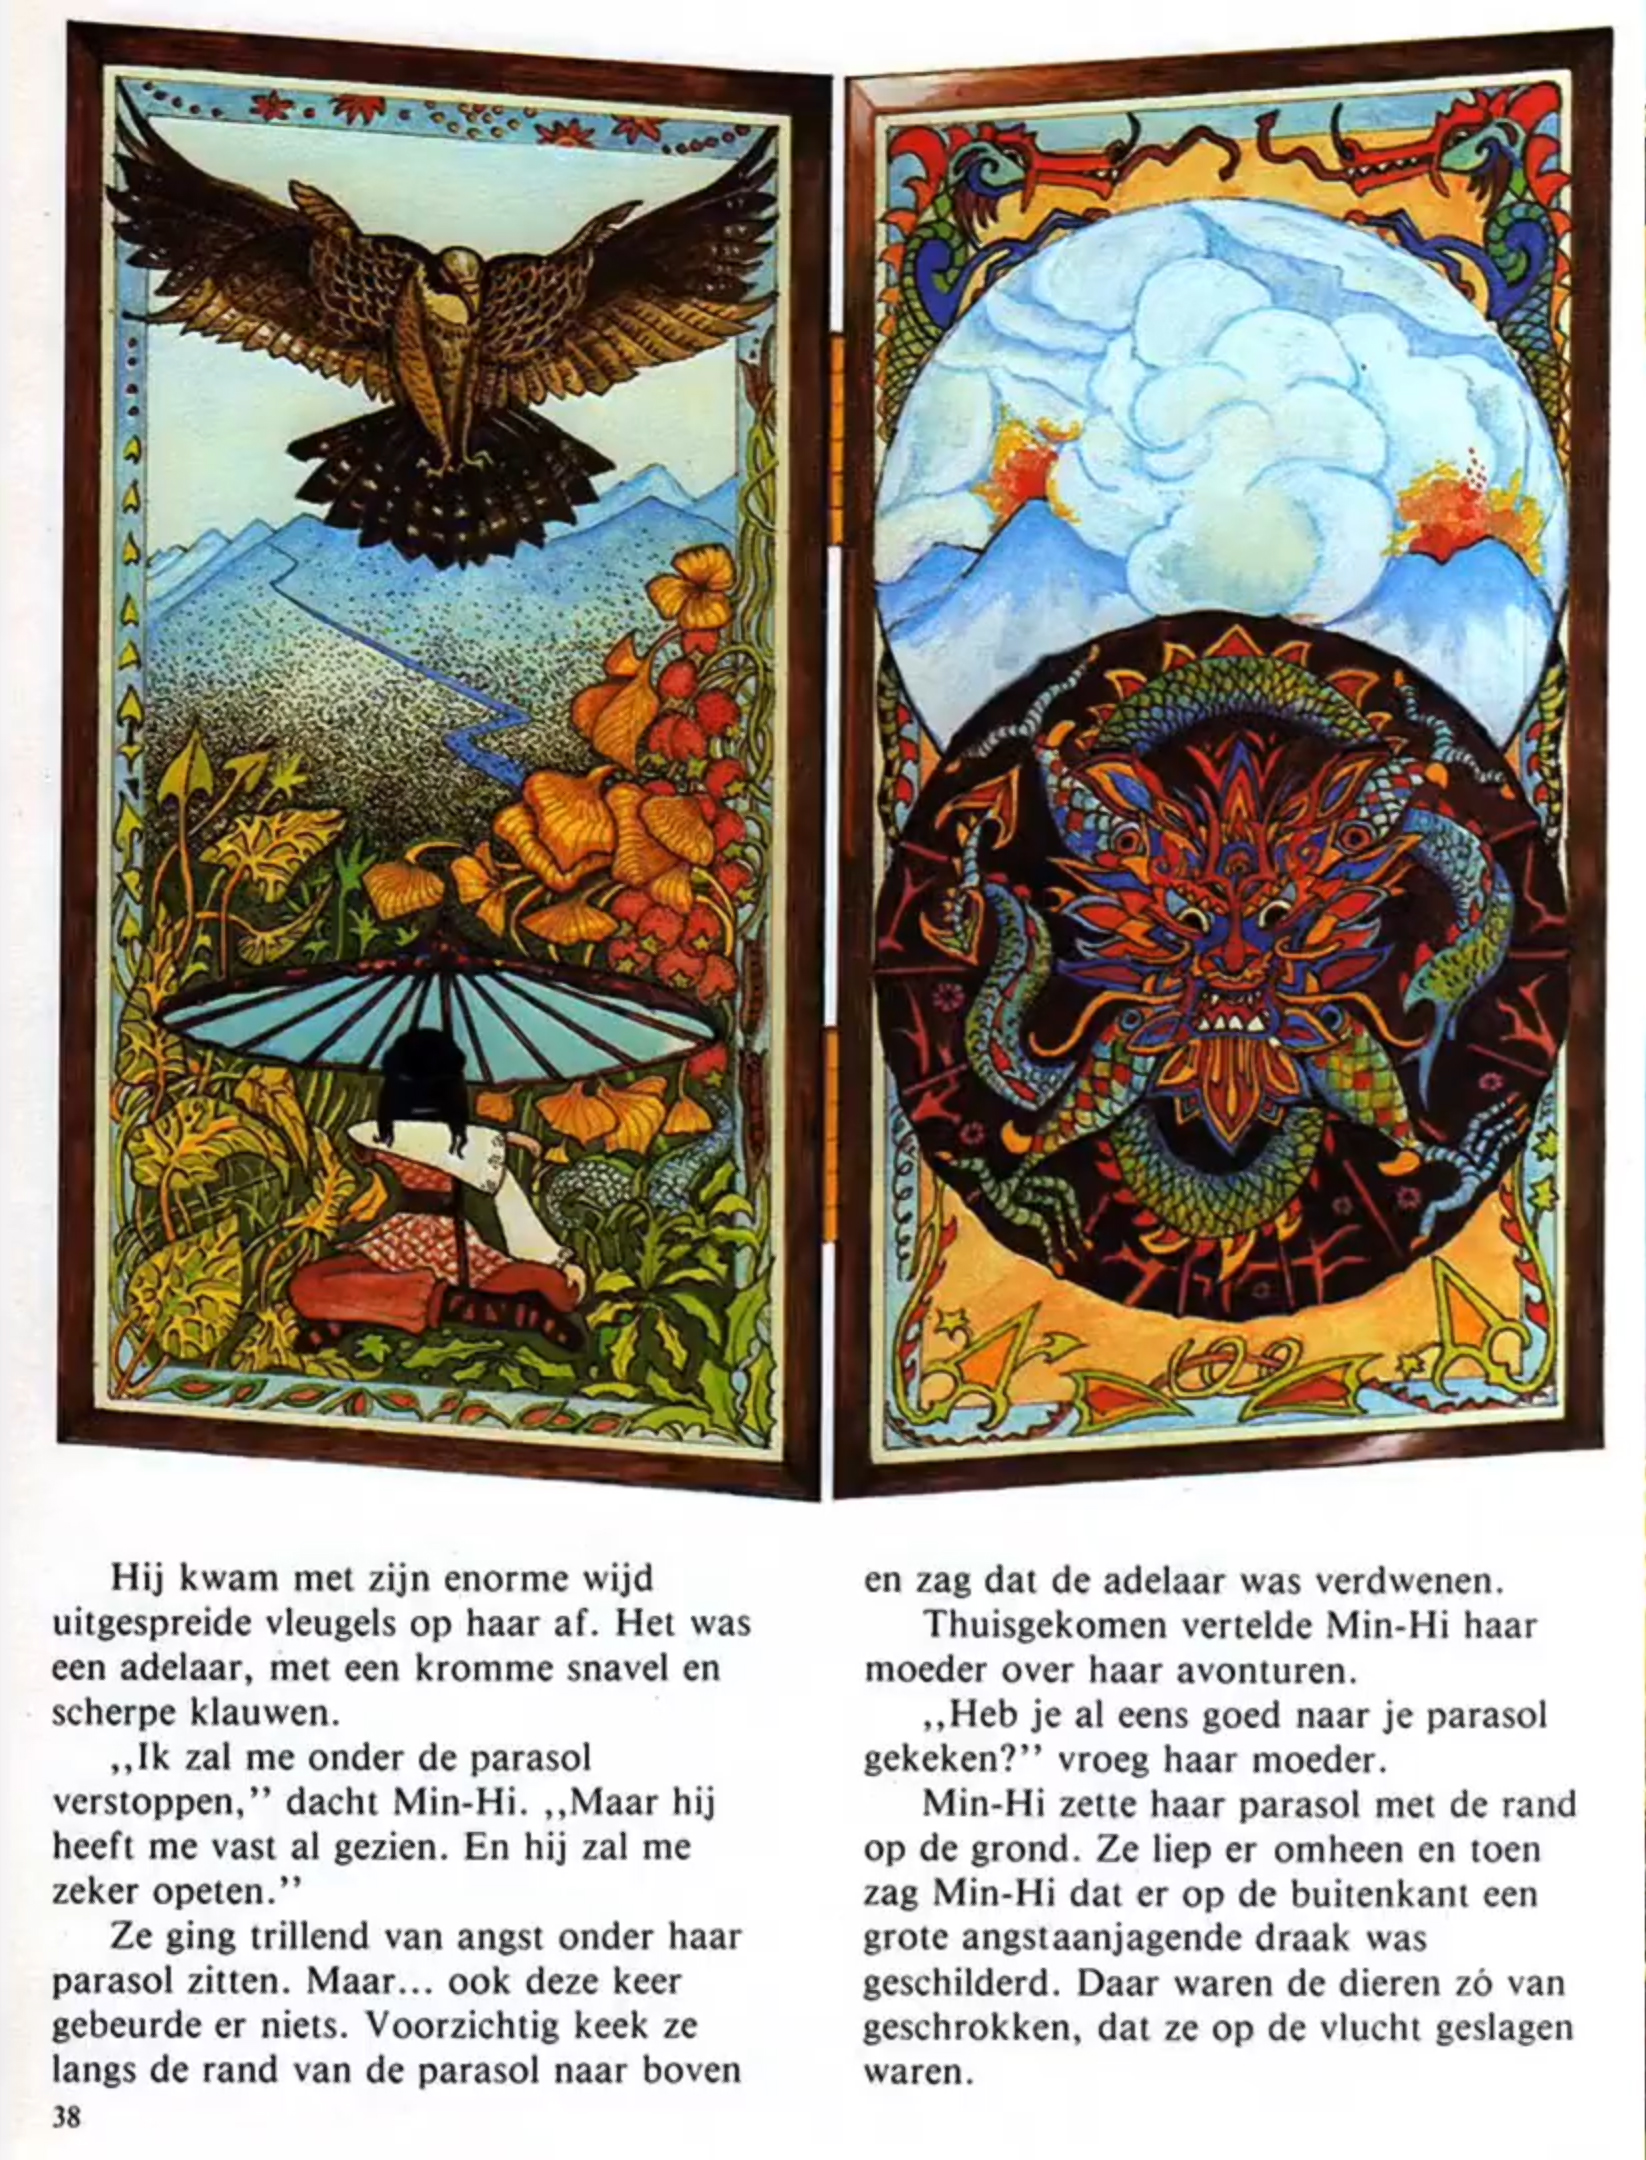 Hij kwam met zijn enorme wijd
uitgespreide vleugels op haar af. Het was
een adelaar, met een kromme snavel en
scherpe klauwen.
,,Ik zal me onder de parasol
verstoppen,’’ dacht Min-Hi. ,,Maar hij
heeft me vast al gezien. En hij zal me
zeker opeten.’’
Ze ging trillend van angst onder haar
parasol zitten. Maar... ook deze keer
gebeurde er niets. Voorzichtig keek ze
langs de rand van de parasol naar boven
38
en zag dat de adelaar was verdwenen.
Thuisgekomen vertelde Min-Hi haar
moeder over haar avonturen.
,,Heb je al eens goed naar je parasol
gekeken?’’ vroeg haar moeder.
Min-Hi zette haar parasol met de rand
op de grond. Ze liep er omheen en toen
zag Min-Hi dat er op de buitenkant een
grote angstaanjagende draak was
geschilderd. Daar waren de dieren zó van
geschrokken, dat ze op de vlucht geslagen
waren.